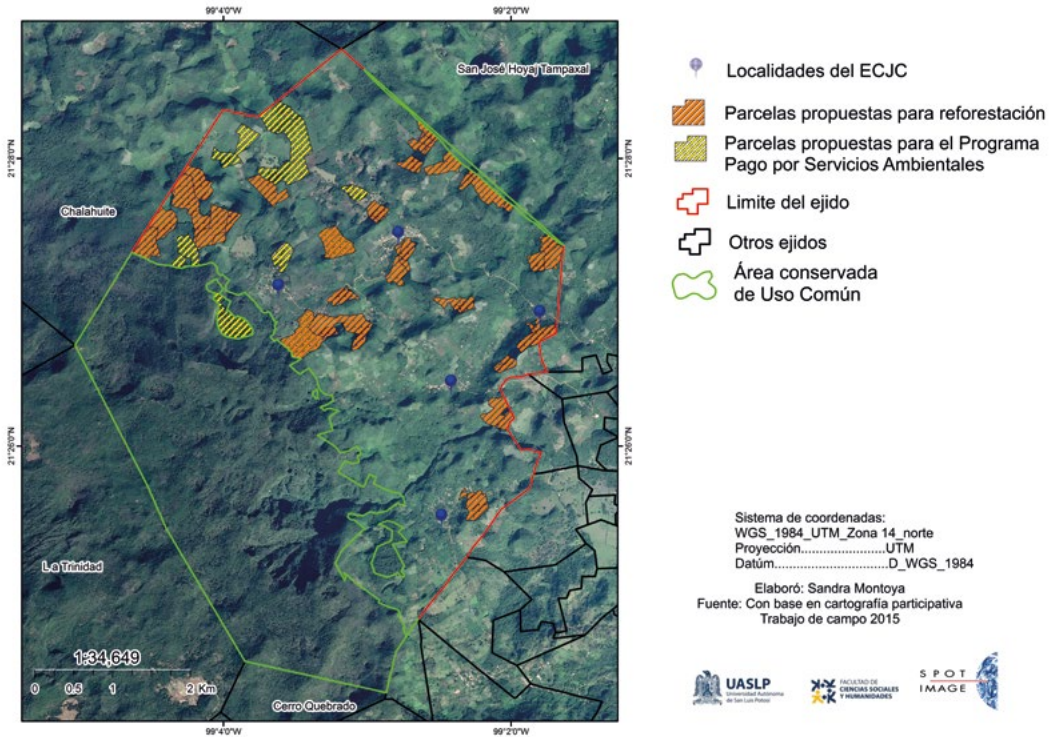 99°4'0"W
99°2'0"W
San José Hoyaj Tampaxal
21°28'0"N
21°28'0"N
Chalahuite
21°26'0"N
21°26'0"N
La Trinidad
1:34,649
0 0.5 1 2 Km
Cerro Quebrado
99°4'0"W
99°2'0"W
Localidades del ECJC
Parcelas propuestas para reforestación
Parcelas propuestas para el Programa
Pago por Servicios Ambientales
Limite del ejido
Otros ejidos
Área conservada
de Uso Común
Sistema de coordenadas:
WGS_1984_UTM_Zona 14_norte
Proyección.......................UTM
Datúm...............................D_WGS_1984
Elaboró: Sandra Montoya
Fuente: Con base en cartografía participativa
Trabajo de campo 2015
UASLP
Universidad Autónoma
de San Luis Potosí
FACULTAD DE
CIENCIAS SOCIALES
Y HUMANIDADES
SPOT
IMAGE